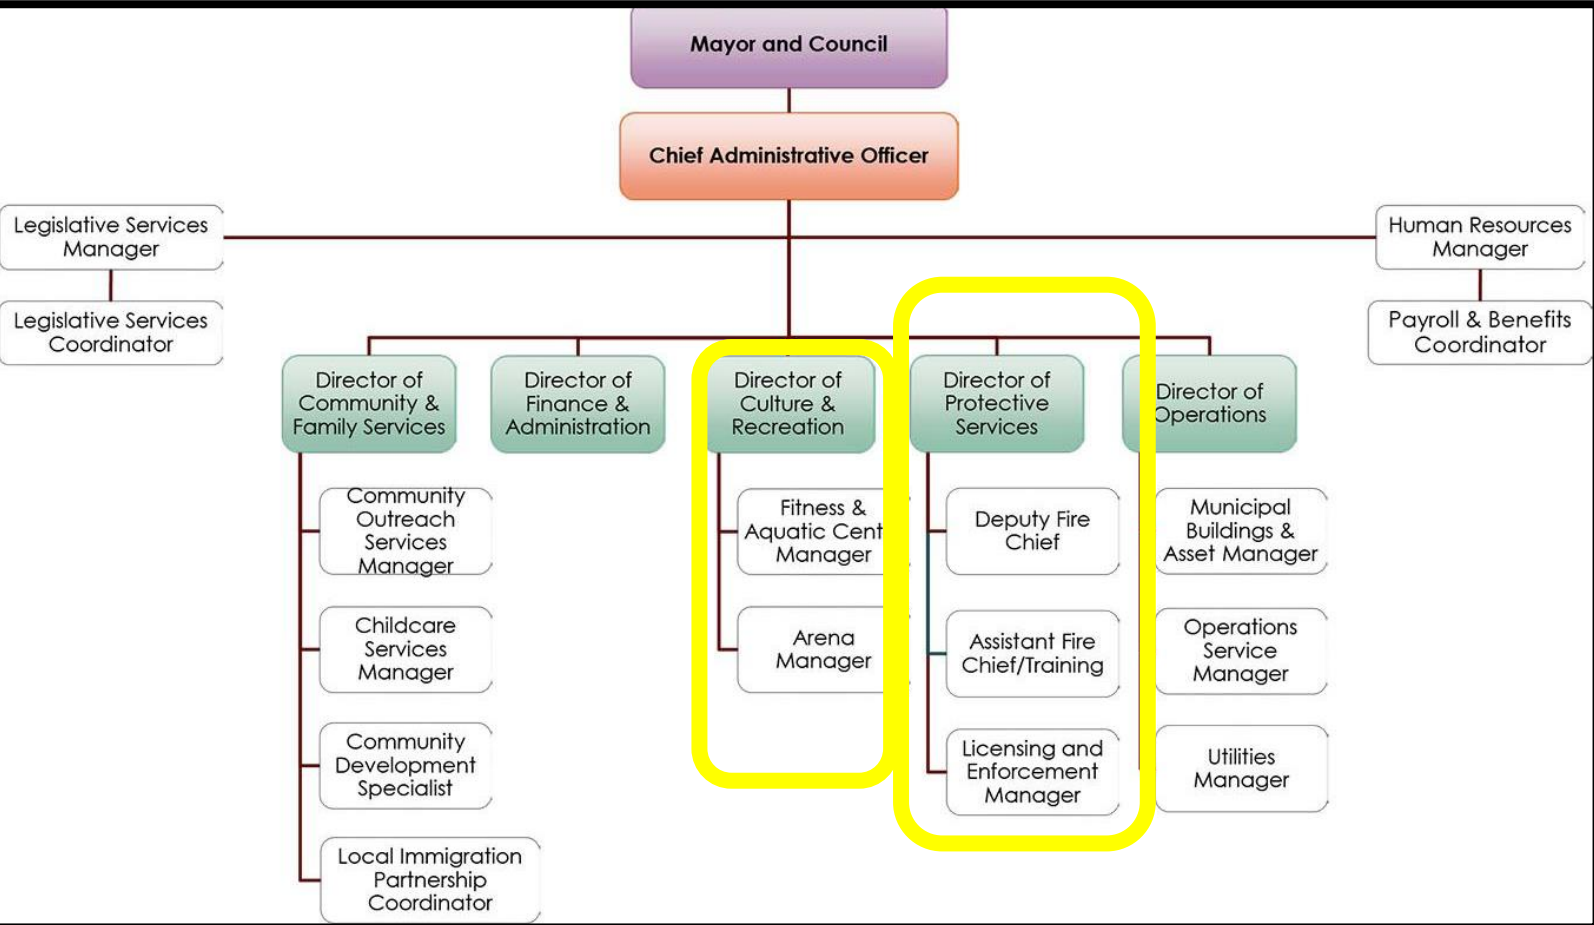 Mayor and Council
Chief Administrative Officer
Legislative Services
Manager
Human Resources
Manager
Legislative Services
Coordinator
Payroll & Benefits
Coordinator
Director of
Community &
Family Services
Director of
Finance &
Administration
Director of
Culture &
Recreation
Director of
Protective
Services
Director of
Operations
Community
Outreach
Services
Manager
Childcare
Services
Manager
Community
Development
Specialist
Local Immigration
Partnership
Coordinator
Fitness &
Aquatic Cent
Manager
Arena
Manager
Deputy Fire
Chief
Assistant Fire
Chief/Training
Licensing and
Enforcement
Manager
Municipal
Buildings &
Asset Manager
Operations
Service
Manager
Utilities
Manager